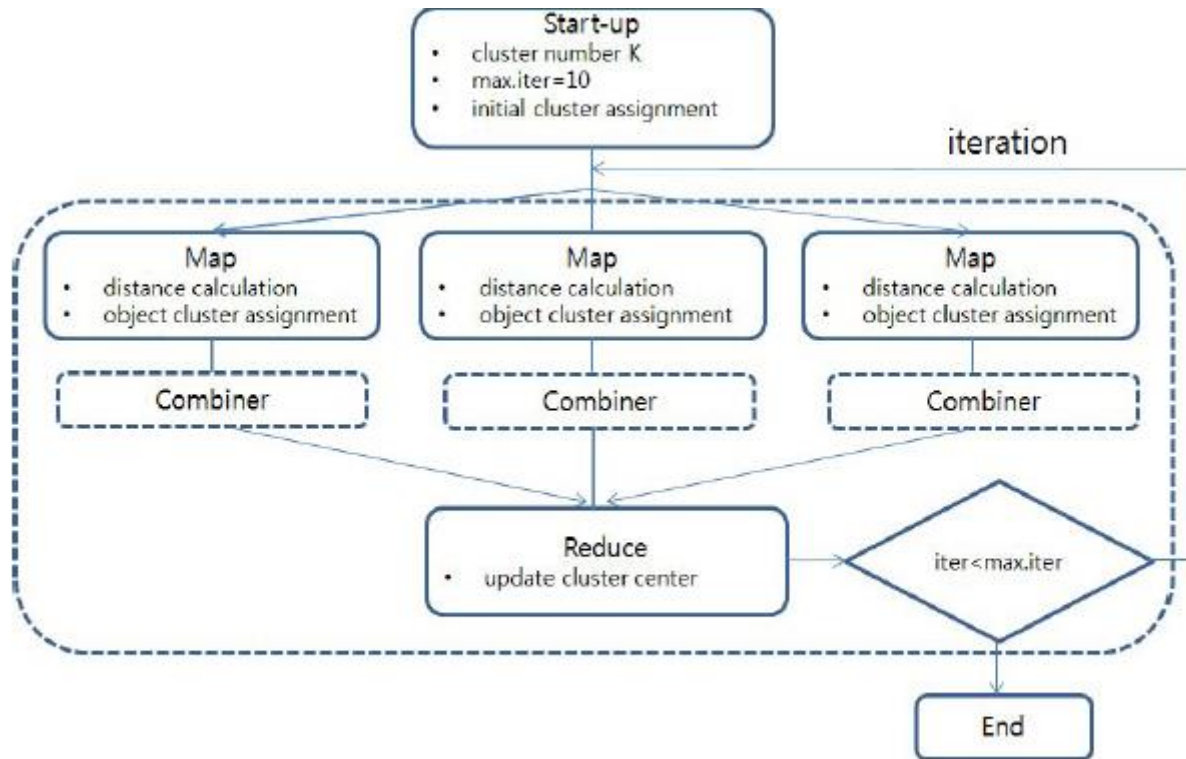 Start-up
• cluster number K
• max.iter=10
• initial cluster assignment
iteration
Map
• distance calculation
• object cluster assignment
Map
• distance calculation
• object cluster assignment
Map
• distance calculation
• object cluster assignment
Combiner
Combiner
Combiner
Reduce
• update cluster center
iter<max.iter
End